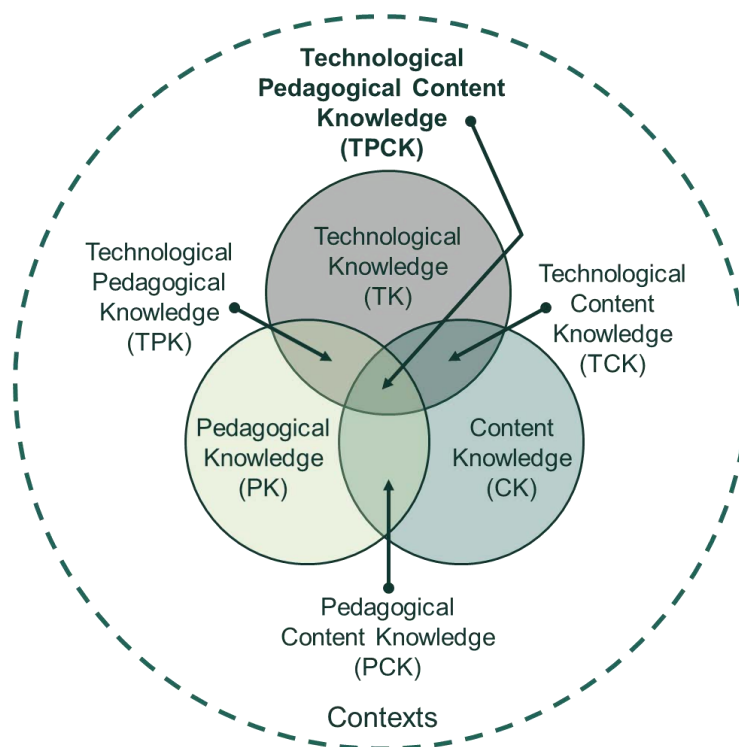 Technological
Pedagogical Content
Knowledge
(TPCK)
Technological
Knowledge
(TK)
Technological
Pedagogical
Knowledge
(TPK)
Technological
Content
Knowledge
(TCK)
Pedagogical
Knowledge
(PK)
Content
Knowledge
(CK)
Pedagogical
Content Knowledge
(PCK)
Contexts